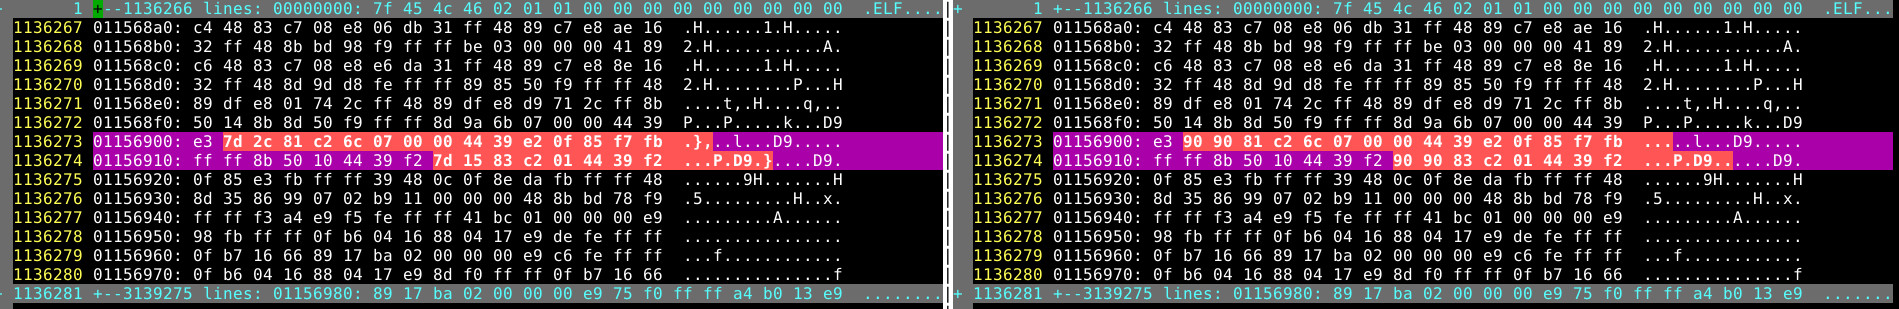 1 +--1136266 lines: 00000000: 7f 45 4c 46 02 01 01 00 00 00 00 00 00 00 00 00 .ELF....
1136267 011568a0: c4 48 83 c7 08 e8 06 db 31 ff 48 89 c7 e8 ae 16 .H......1.H.....
1136268 011568b0: 32 ff 48 8b bd 98 f9 ff ff be 03 00 00 00 41 89 2.H...........A.
1136269 011568c0: c6 48 83 c7 08 e8 e6 da 31 ff 48 89 c7 e8 8e 16 .H......1.H.....
1136270 011568d0: 32 ff 48 8d 9d d8 fe ff ff 89 85 50 f9 ff ff 48 2.H........P...H
1136271 011568e0: 89 df e8 01 74 2c ff 48 89 df e8 d9 71 2c ff 8b ....t,.H....q,..
1136272 011568f0: 50 14 8b 8d 50 f9 ff ff 8d 9a 6b 07 00 00 44 39 P...P.....k...D9
1136273 01156900: e3 7d 2c 81 c2 6c 07 00 00 44 39 e2 0f 85 f7 fb .},..l...D9.....
1136274 01156910: ff ff 8b 50 10 44 39 f2 7d 15 83 c2 01 44 39 f2 ...P.D9.}....D9.
1136275 01156920: 0f 85 e3 fb ff ff 39 48 0c 0f 8e da fb ff ff 48 ......9H.......H
1136276 01156930: 8d 35 86 99 07 02 b9 11 00 00 00 48 8b bd 78 f9 .5.........H..x.
1136277 01156940: ff ff f3 a4 e9 f5 fe ff ff 41 bc 01 00 00 00 e9 .........A......
1136278 01156950: 98 fb ff ff 0f b6 04 16 88 04 17 e9 de fe ff ff ................
1136279 01156960: 0f b7 16 66 89 17 ba 02 00 00 00 e9 c6 fe ff ff ...f............
1136280 01156970: 0f b6 04 16 88 04 17 e9 8d f0 ff ff 0f b7 16 66 ...............f
1136281 +--3139275 lines: 01156980: 89 17 ba 02 00 00 00 e9 75 f0 ff ff a4 b0 13 e9 ........
+ 1 +--1136266 lines: 00000000: 7f 45 4c 46 02 01 01 00 00 00 00 00 00 00 00 00 .ELF...
1136267 011568a0: c4 48 83 c7 08 e8 06 db 31 ff 48 89 c7 e8 ae 16 .H......1.H.....
1136268 011568b0: 32 ff 48 8b bd 98 f9 ff ff be 03 00 00 00 41 89 2.H...........A.
1136269 011568c0: c6 48 83 c7 08 e8 e6 da 31 ff 48 89 c7 e8 8e 16 .H......1.H.....
1136270 011568d0: 32 ff 48 8d 9d d8 fe ff ff 89 85 50 f9 ff ff 48 2.H........P...H
1136271 011568e0: 89 df e8 01 74 2c ff 48 89 df e8 d9 71 2c ff 8b ....t,.H....q,..
1136272 011568f0: 50 14 8b 8d 50 f9 ff ff 8d 9a 6b 07 00 00 44 39 P...P.....k...D9
1136273 01156900: e3 90 90 81 c2 6c 07 00 00 44 39 e2 0f 85 f7 fb .....l...D9.....
1136274 01156910: ff ff 8b 50 10 44 39 f2 90 90 83 c2 01 44 39 f2 ...P.D9......D9.
1136275 01156920: 0f 85 e3 fb ff ff 39 48 0c 0f 8e da fb ff ff 48 ......9H.......H
1136276 01156930: 8d 35 86 99 07 02 b9 11 00 00 00 48 8b bd 78 f9 .5.........H..x.
1136277 01156940: ff ff f3 a4 e9 f5 fe ff ff 41 bc 01 00 00 00 e9 .........A......
1136278 01156950: 98 fb ff ff 0f b6 04 16 88 04 17 e9 de fe ff ff ................
1136279 01156960: 0f b7 16 66 89 17 ba 02 00 00 00 e9 c6 fe ff ff ...f............
1136280 01156970: 0f b6 04 16 88 04 17 e9 8d f0 ff ff 0f b7 16 66 ...............f
+ 1136281 +--3139275 lines: 01156980: 89 17 ba 02 00 00 00 e9 75 f0 ff ff a4 b0 13 e9 .......